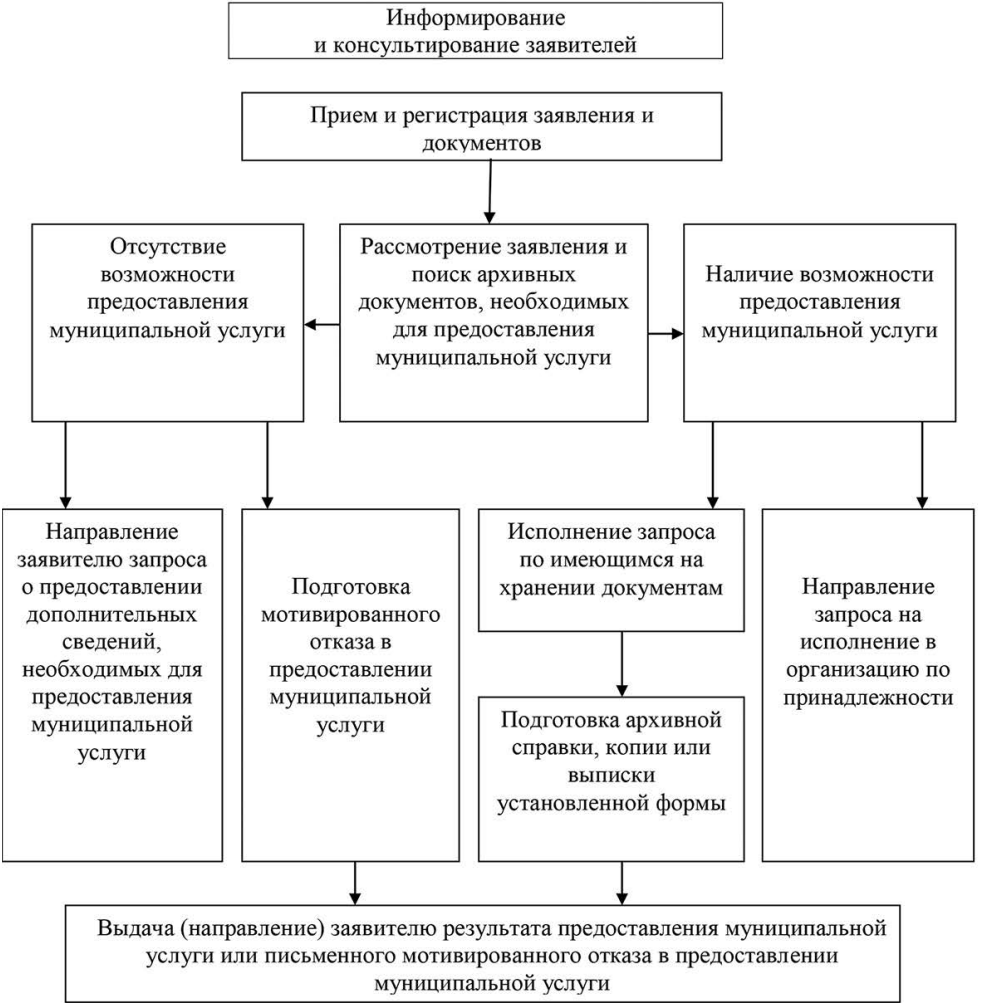 Информирование
и консультирование заявителей
Прием и регистрация заявления и
документов
Отсутствие
возможности
предоставления
муниципальной услуги
Рассмотрение заявления и
поиск архивных
документов, необходимых
для предоставления
муниципальной услуги
Наличие возможности
предоставления
муниципальной услуги
Направление
заявителю запроса
о предоставлении
дополнительных
сведений,
необходимых для
предоставления
муниципальной
услуги
Подготовка
мотивированного
отказа в
предоставлении
муниципальной
услуги
Исполнение запроса
по имеющимся на
хранении документам
Подготовка архивной
справки, копии или
выписки
установленной формы
Направление
запроса на
исполнение в
организацию по
принадлежности
Выдача (направление) заявителю результата предоставления муниципальной
услуги или письменного мотивированного отказа в предоставлении
муниципальной услуги